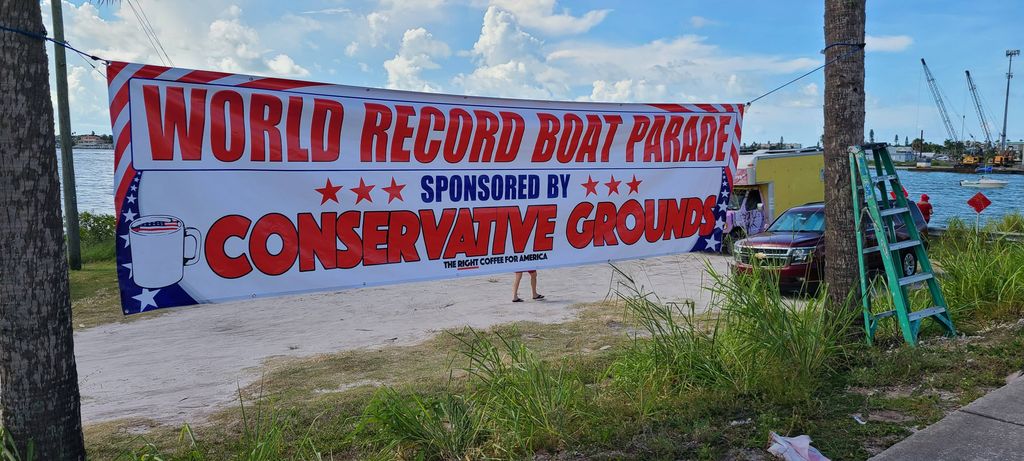 WORLD RECORD BOAT PARADE
SPONSORED BY
CONSERVATIVE GROUNDS
THE RIGHT COFFEE FOR AMERICA